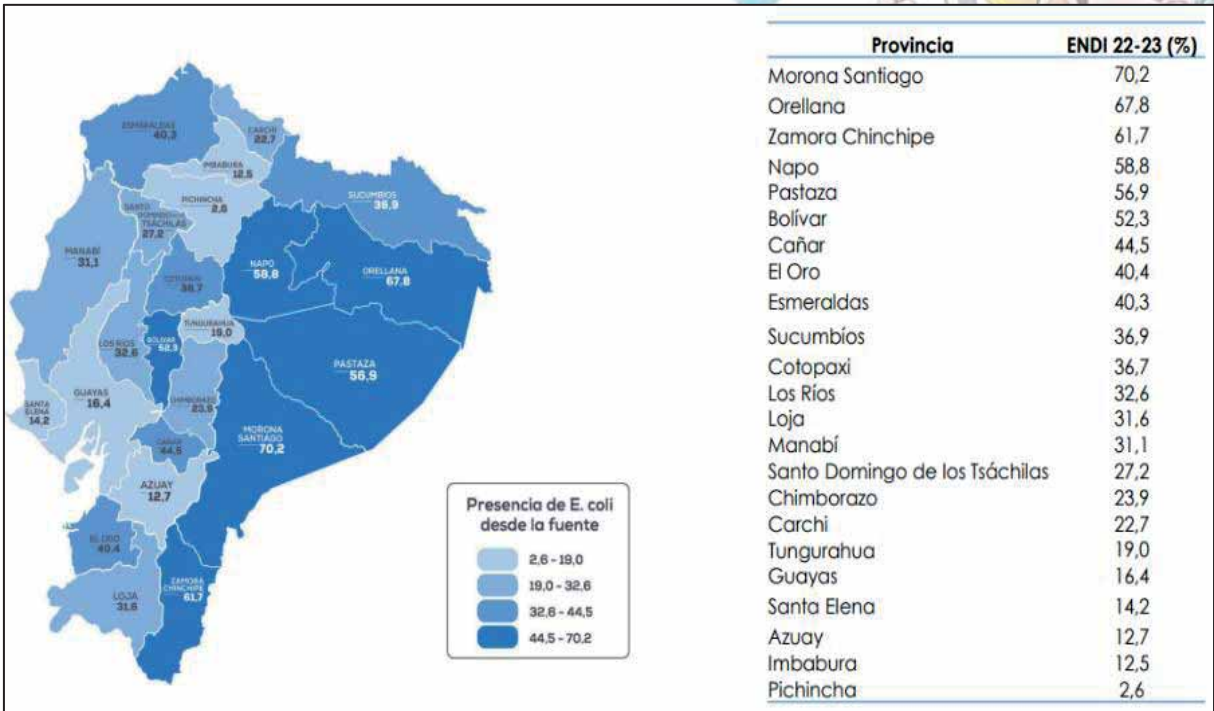 ESMERALDAS
40,3
CARCHI
22,7
IMBABURA
12,5
PICHINCHA
2,6
SUCUMBIOS
36,9
SANTO
DOMINGO DE LOS
TSÁCHILAS
27,2
MANABÍ
31,1
NAPO
58,8
ORELLANA
67,8
COTOPAXI
36,7
TUNGURAHUA
19,0
LOS RIOS
32,6
BOLÍVAR
52,3
PASTAZA
56,9
GUAYAS
16,4
CHIMBORAZO
23,9
SANTA
ELENA
14,2
MORONA
SANTIAGO
70,2
CAÑAR
44,5
AZUAY
12,7
EL ORO
40,4
ZAMORA
CHINCHIPE
61,7
LOJA
31,6
Presencia de E. coli
desde la fuente
2,6 - 19,0
19,0 - 32,6
32,6 - 44,5
44,5 - 70,2
Provincia ENDI 22-23 (%)
Morona Santiago 70,2
Orellana 67,8
Zamora Chinchipe 61,7
Napo 58,8
Pastaza 56,9
Bolívar 52,3
Cañar 44,5
El Oro 40,4
Esmeraldas 40,3
Sucumbíos 36,9
Cotopaxi 36,7
Los Ríos 32,6
Loja 31,6
Manabí 31,1
Santo Domingo de los Tsáchilas 27,2
Chimborazo 23,9
Carchi 22,7
Tungurahua 19,0
Guayas 16,4
Santa Elena 14,2
Azuay 12,7
Imbabura 12,5
Pichincha 2,6